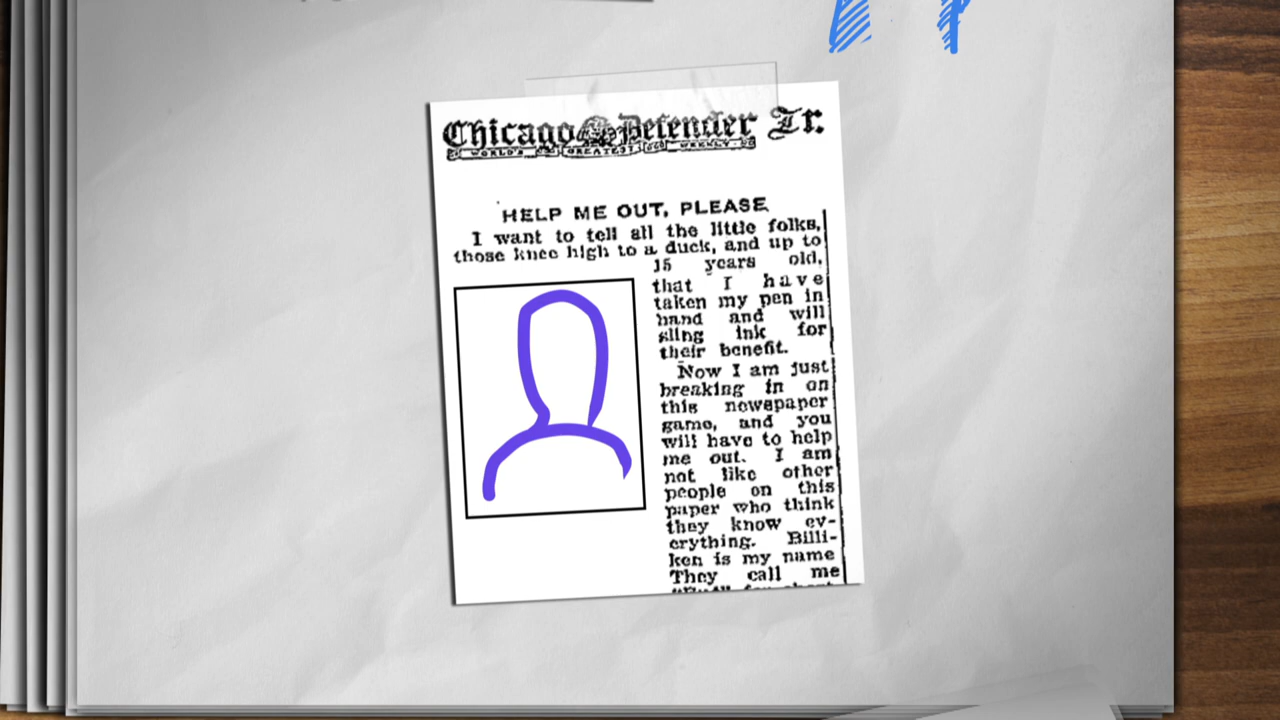 Chicago Defender Jr.
WORLD'S GREATEST WEEKLY
HELP ME OUT, PLEASE
I want to tell all the little folks,
those knee high to a duck, and up to
15 years old,
that I have
taken my pen in
hand and will
sling ink for
their benefit.
Now I am just
breaking in on
this newspaper
game, and you
will have to help
me out. I am
not like other
people on this
paper who think
they know ev-
erything. Billi-
ken is my name
They call me